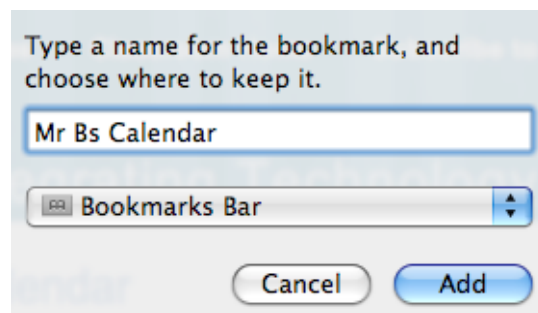 Type a name for the bookmark, and
choose where to keep it.
Mr Bs Calendar
Bookmarks Bar
Cancel Add